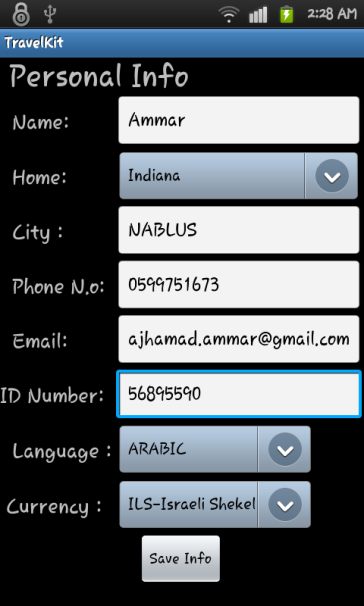 2:28 AM
TravelKit
Personal Info
Name: Ammar
Home: Indiana
City : NABLUS
Phone N.o: 0599751673
Email: ajhamad.ammar@gmail.com
ID Number: 56895590
Language : ARABIC
Currency : ILS-Israeli Shekel
Save Info